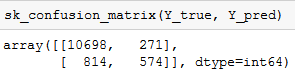 sk_confusion_matrix(Y_true, Y_pred)
array([[10698,   271],
       [  814,   574]], dtype=int64)